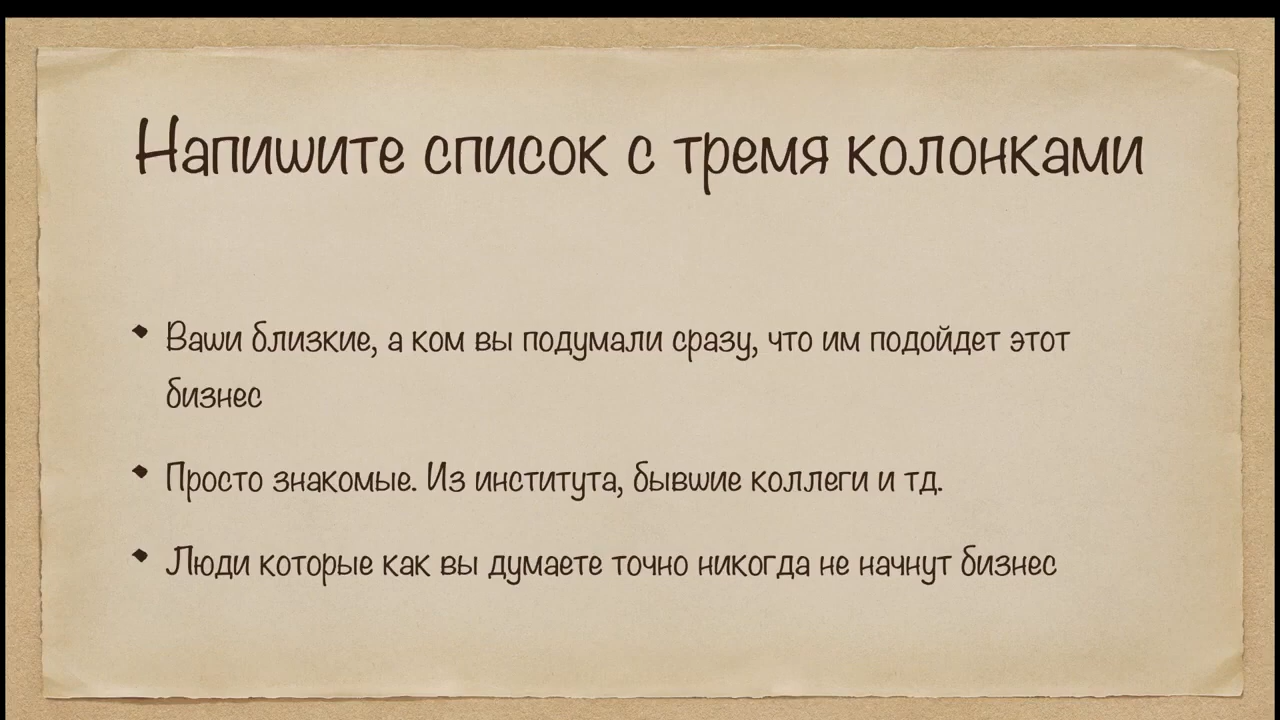 Напишите список с тремя колонками
Ваши близкие, а ком вы подумали сразу, что им подойдет этот
бизнес
Просто знакомые. Из института, бывшие коллеги и тд.
Люди которые как вы думаете точно никогда не начнут бизнес